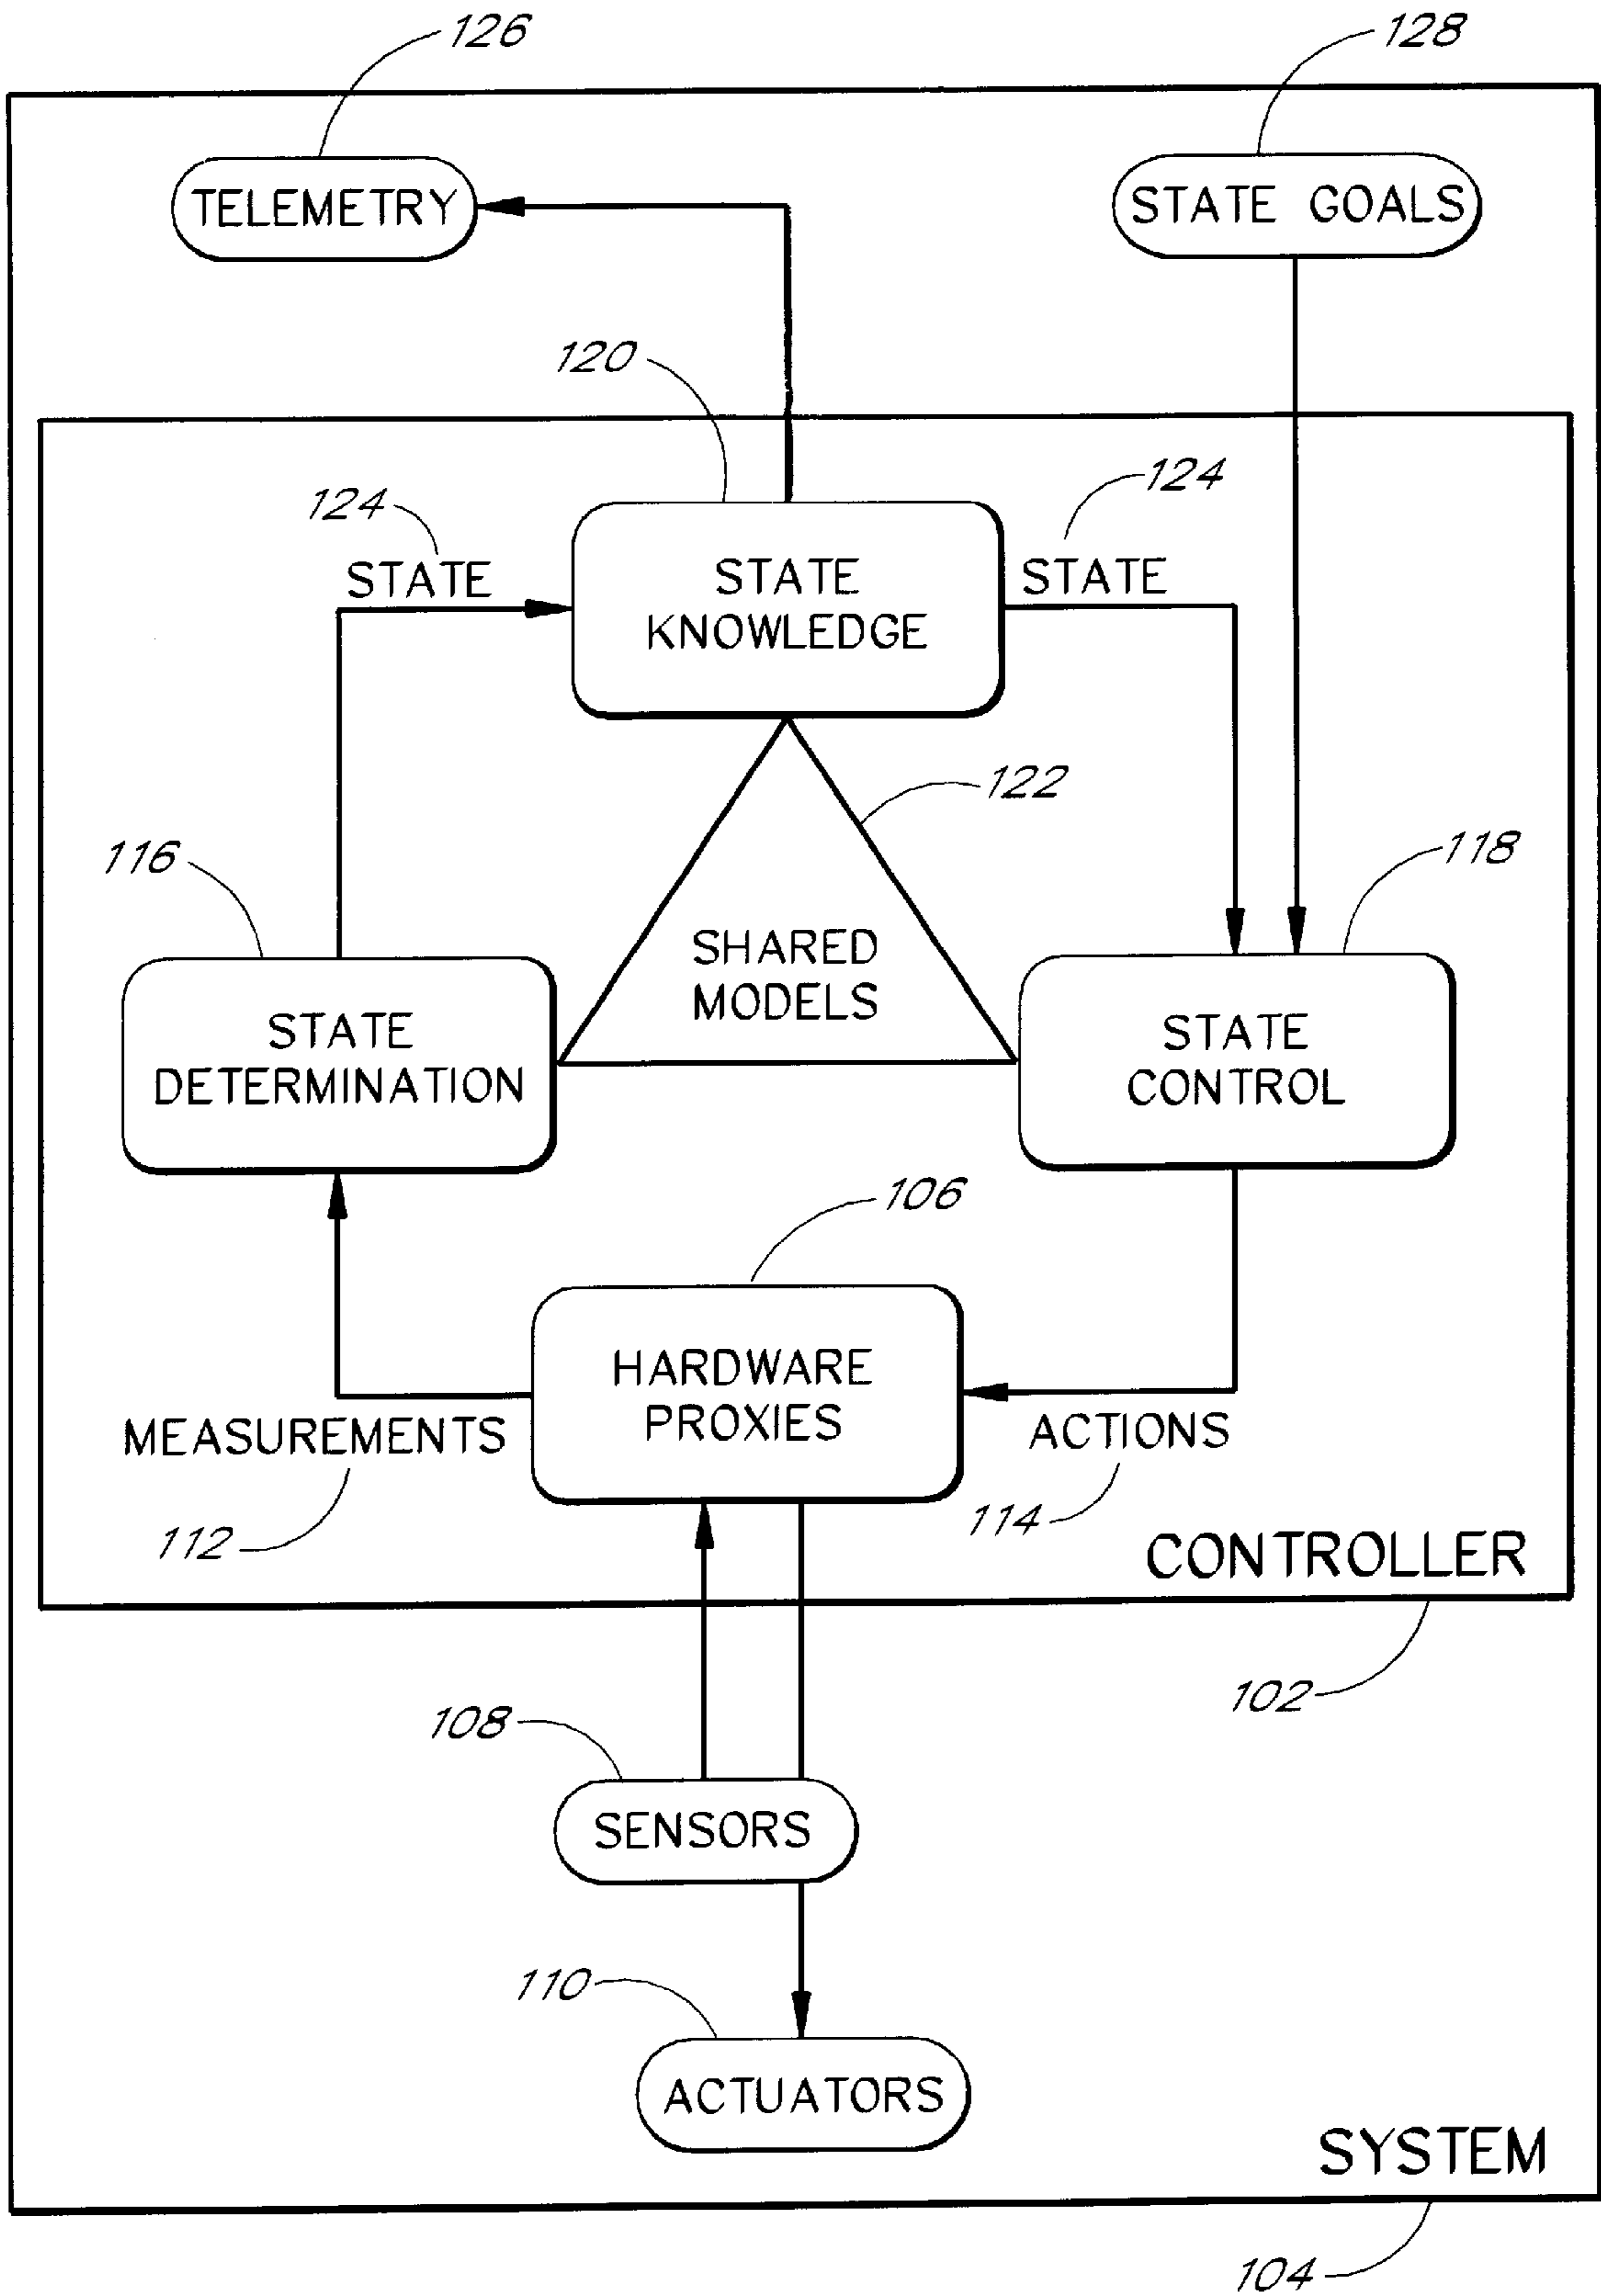 126
128
TELEMETRY
STATE GOALS
120
124
124
STATE
STATE
STATE
KNOWLEDGE
122
116
118
SHARED
MODELS
STATE
DETERMINATION
STATE
CONTROL
106
HARDWARE
PROXIES
MEASUREMENTS
ACTIONS
112
114
CONTROLLER
102
108
SENSORS
110
ACTUATORS
SYSTEM
104